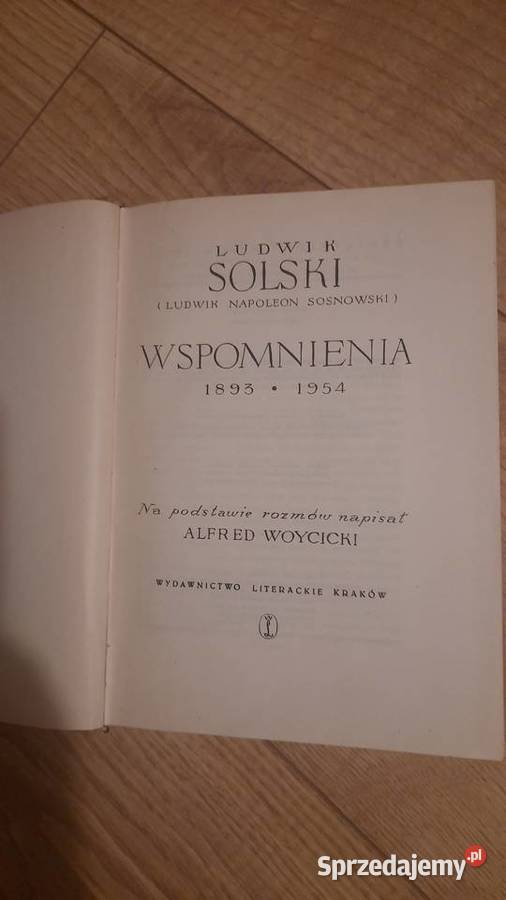 LUDWIK
SOLSKI
(LUDWIK NAPOLEON SOSNOWSKI)
WSPOMNIENIA
1893 • 1954
Na podstawie rozmów napisał
ALFRED WOYCICKI
WYDAWNICTWO LITERACKIE KRAKÓW
Sprzedajemy.pl